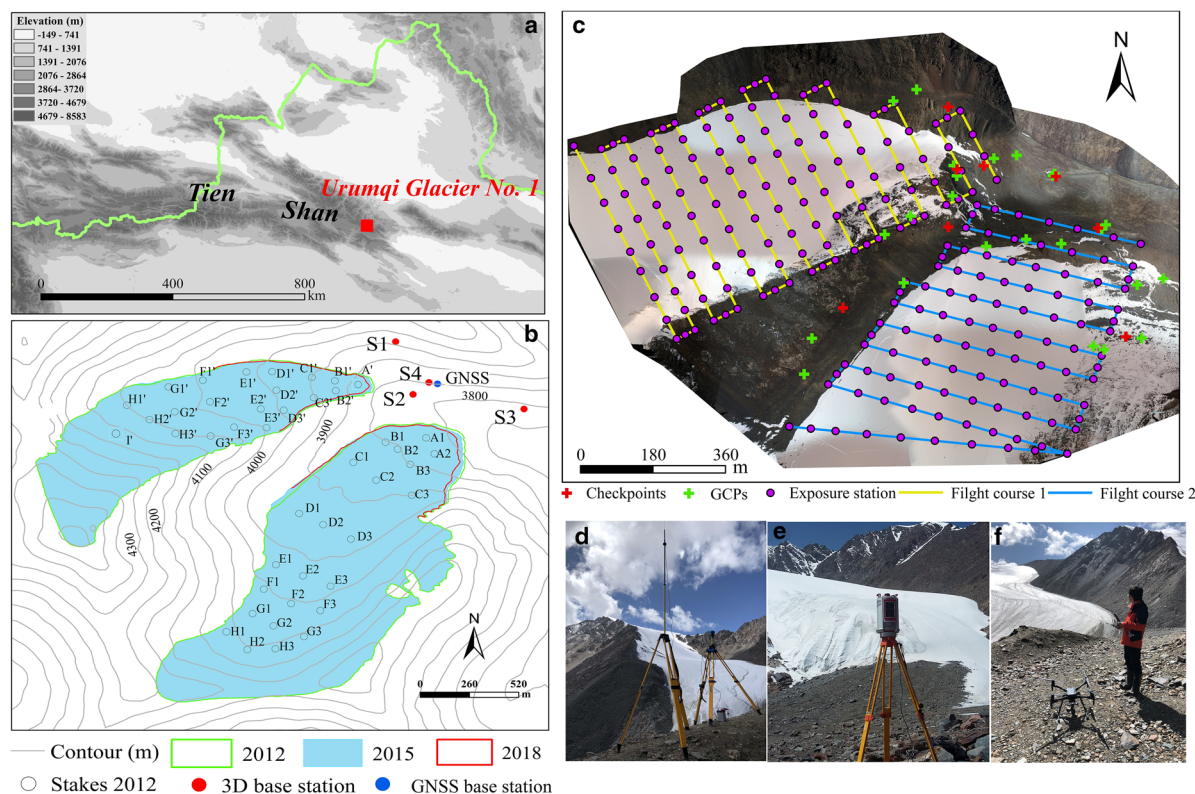 a
Elevation (m)
-149 - 741
741 - 1391
1391 - 2076
2076 - 2864
2864- 3720
3720 - 4679
4679 - 8583
Tien
Shan
Urumqi Glacier No. 1
0 400 800
km
b
S1
S4
GNSS
S2
3800
S3
F1'
E1'
D1'
C1'
B1'
A'
G1'
H1'
F2'
E2'
D2'
C3'
B2'
H2'
G2'
E3'
D3'
I'
H3'
G3'
F3'
3900
4000
4100
4200
4300
B1
A1
B2
A2
C1
B3
C2
C3
D1
D2
D3
E1
E2
E3
F1
F2
F3
G1
G2
G3
H1
H2
H3
N
0 260 520
m
Contour (m)
2012
2015
2018
Stakes 2012
3D base station
GNSS base station
c
N
0 180 360
m
Checkpoints
GCPs
Exposure station
Filght course 1
Filght course 2
d
e
f